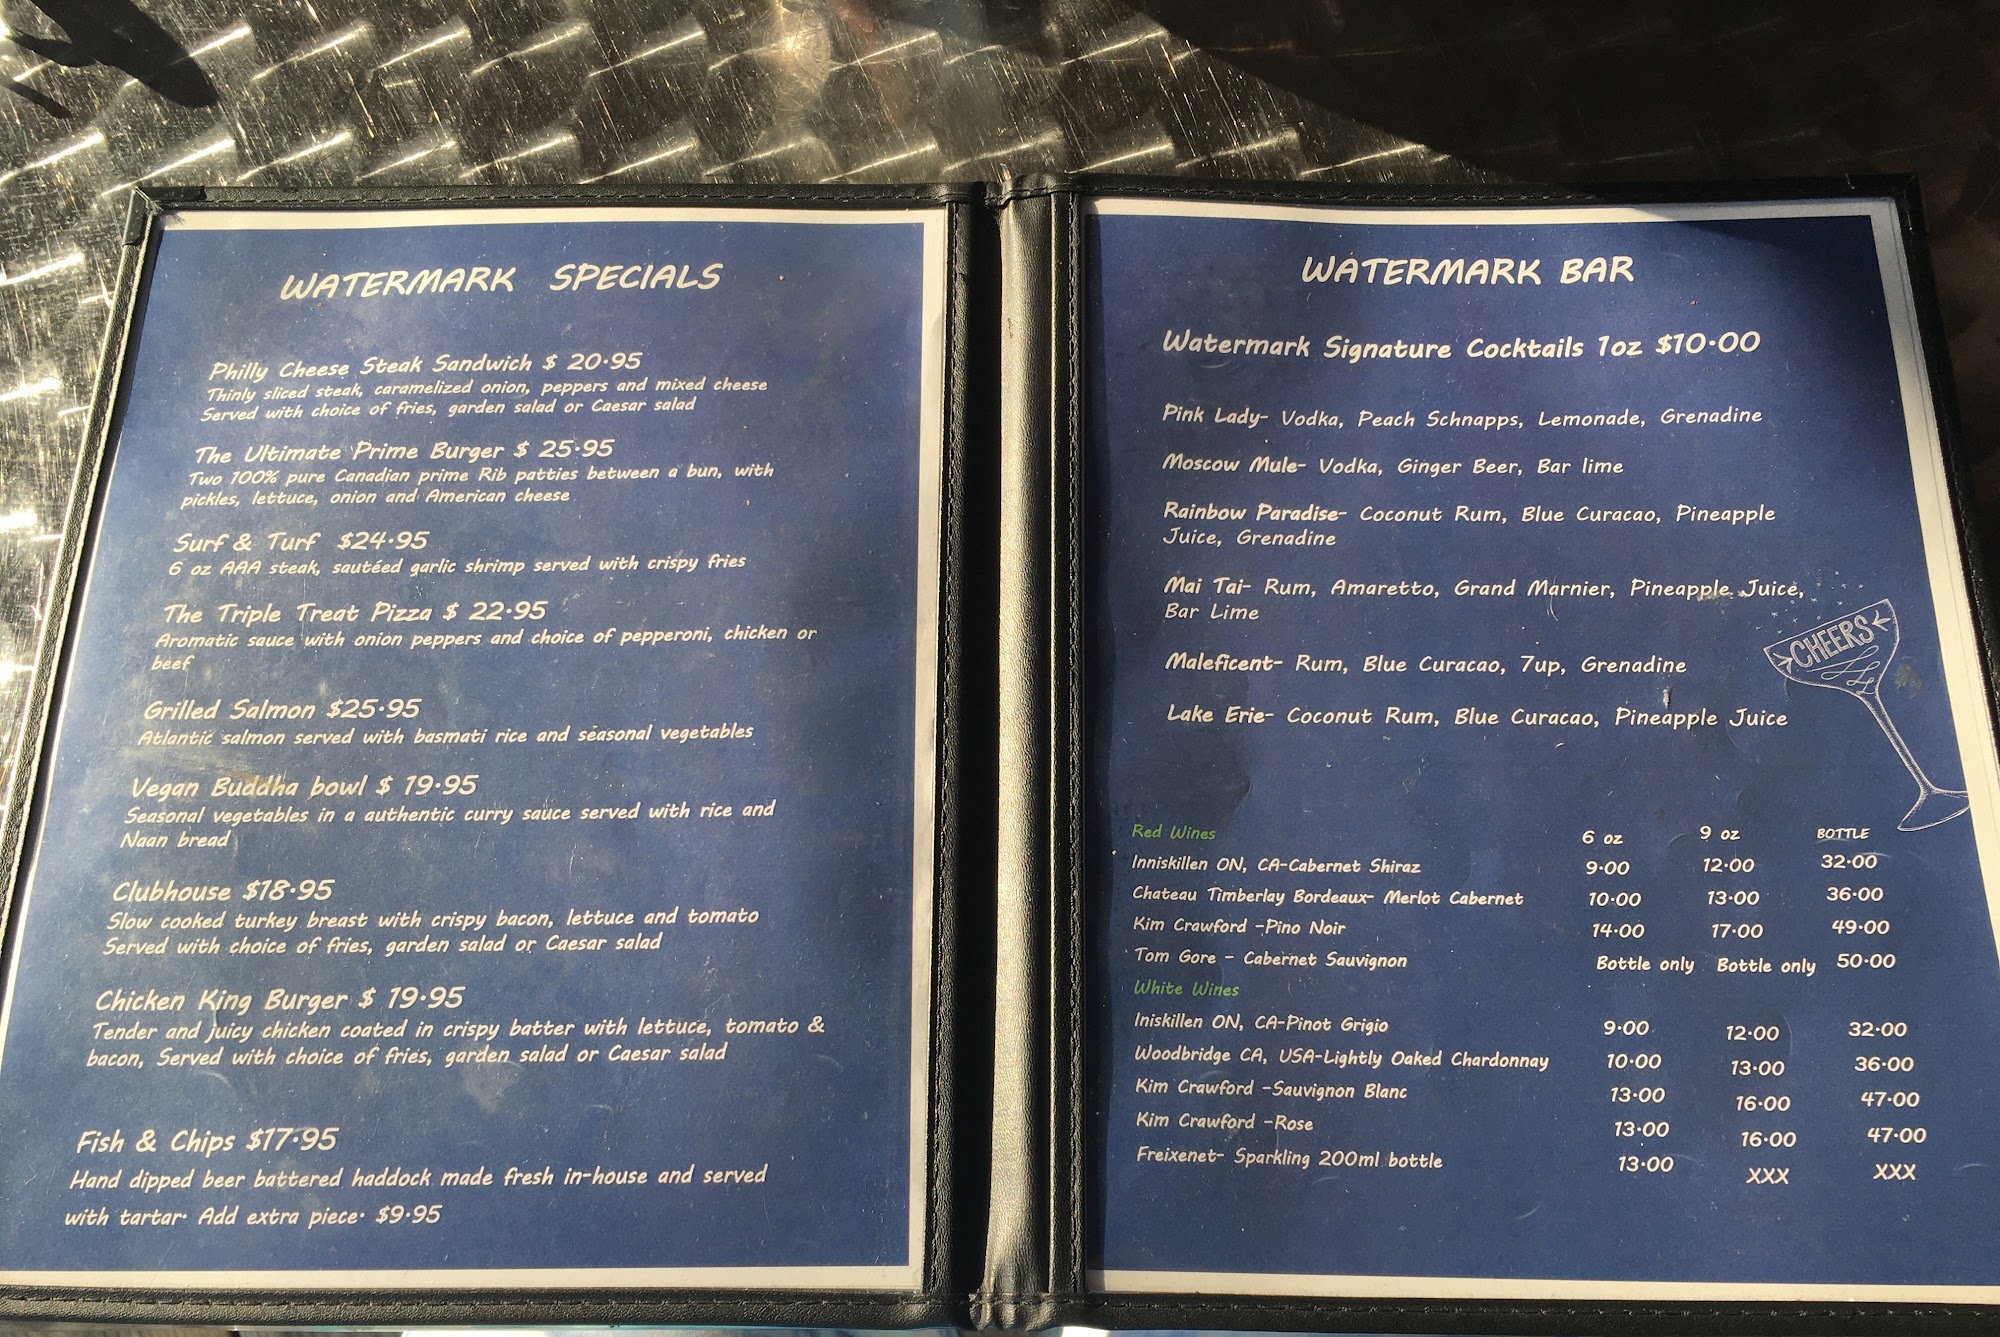 WATERMARK SPECIALS
Philly Cheese Steak Sandwich $ 20.95
Thinly sliced steak, caramelized onion, peppers and mixed cheese
Served with choice of fries, garden salad or Caesar salad
The Ultimate Prime Burger $ 25.95
Two 100% pure Canadian prime Rib patties between a bun, with
pickles, lettuce, onion and American cheese
Surf & Turf $24.95
6 oz AAA steak, sautéed garlic shrimp served with crispy fries
The Triple Treat Pizza $ 22.95
Aromatic sauce with onion peppers and choice of pepperoni, chicken or
beef
Grilled Salmon $25.95
Atlantic salmon served with basmati rice and seasonal vegetables
Vegan Buddha bowl $ 19.95
Seasonal vegetables in a authentic curry sauce served with rice and
Naan bread
Clubhouse $18.95
Slow cooked turkey breast with crispy bacon, lettuce and tomato
Served with choice of fries, garden salad or Caesar salad
Chicken King Burger $ 19.95
Tender and juicy chicken coated in crispy batter with lettuce, tomato &
bacon, Served with choice of fries, garden salad or Caesar salad
Fish & Chips $17.95
Hand dipped beer battered haddock made fresh in-house and served
with tartar. Add extra piece. $9.95
WATERMARK BAR
Watermark Signature Cocktails 1oz $10.00
Pink Lady- Vodka, Peach Schnapps, Lemonade, Grenadine
Moscow Mule- Vodka, Ginger Beer, Bar lime
Rainbow Paradise- Coconut Rum, Blue Curacao, Pineapple
Juice, Grenadine
Mai Tai- Rum, Amaretto, Grand Marnier, Pineapple Juice,
Bar Lime
Maleficent- Rum, Blue Curacao, 7up, Grenadine
Lake Erie- Coconut Rum, Blue Curacao, Pineapple Juice
CHEERS
Red Wines 6 oz 9 oz BOTTLE
Inniskillen ON, CA-Cabernet Shiraz 9.00 12.00 32.00
Chateau Timberlay Bordeaux- Merlot Cabernet 10.00 13.00 36.00
Kim Crawford -Pino Noir 14.00 17.00 49.00
Tom Gore - Cabernet Sauvignon Bottle only Bottle only 50.00
White Wines
Iniskillen ON, CA-Pinot Grigio 9.00 12.00 32.00
Woodbridge CA, USA-Lightly Oaked Chardonnay 10.00 13.00 36.00
Kim Crawford -Sauvignon Blanc 13.00 16.00 47.00
Kim Crawford -Rose 13.00 16.00 47.00
Freixenet- Sparkling 200ml bottle 13.00 XXX XXX